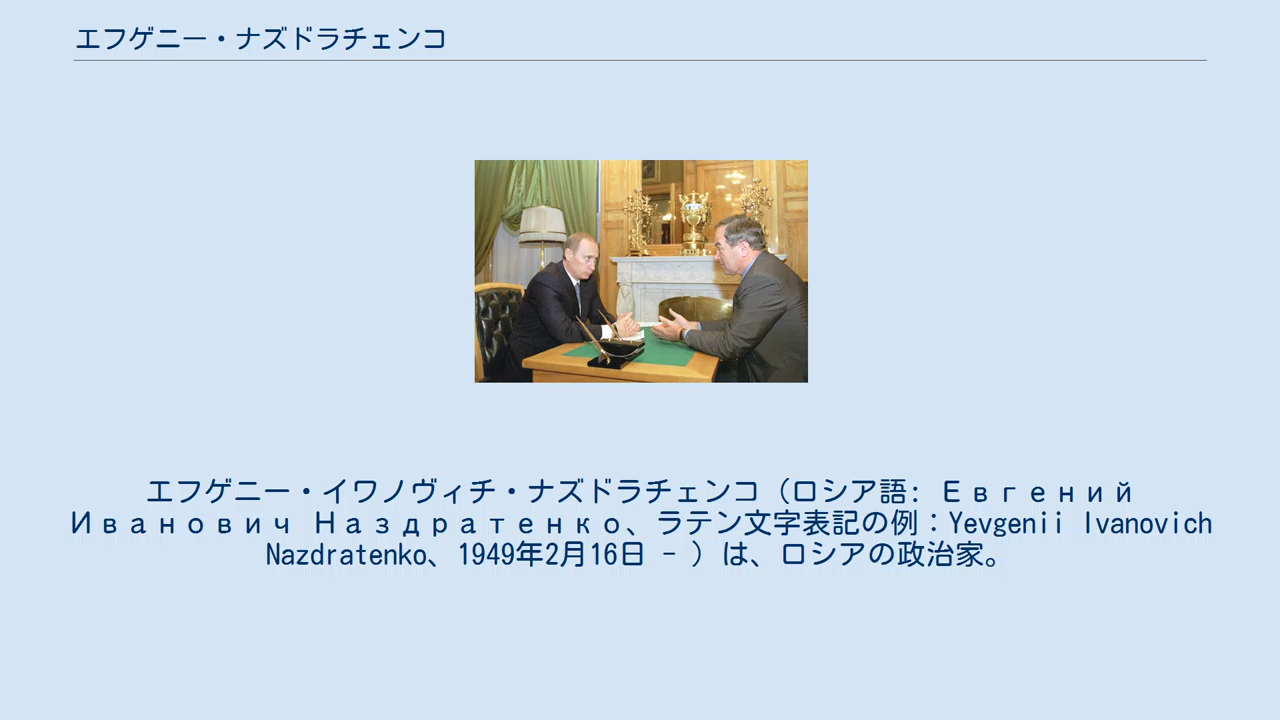 エフゲニー・ナズドラチェンコ
エフゲニー・イワノヴィチ・ナズドラチェンコ（ロシア語: Евгений
Иванович Наздратенко、ラテン文字表記の例：Yevgenii Ivanovich
Nazdratenko、1949年2月16日 - ）は、ロシアの政治家。